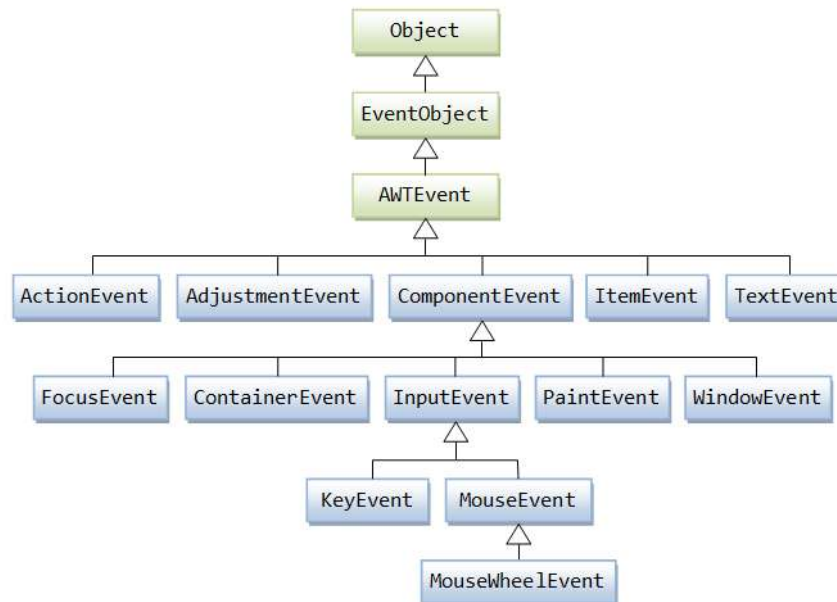 Object
EventObject
AWTEvent
ActionEvent AdjustmentEvent ComponentEvent ItemEvent TextEvent
FocusEvent ContainerEvent InputEvent PaintEvent WindowEvent
KeyEvent MouseEvent
MouseWheelEvent